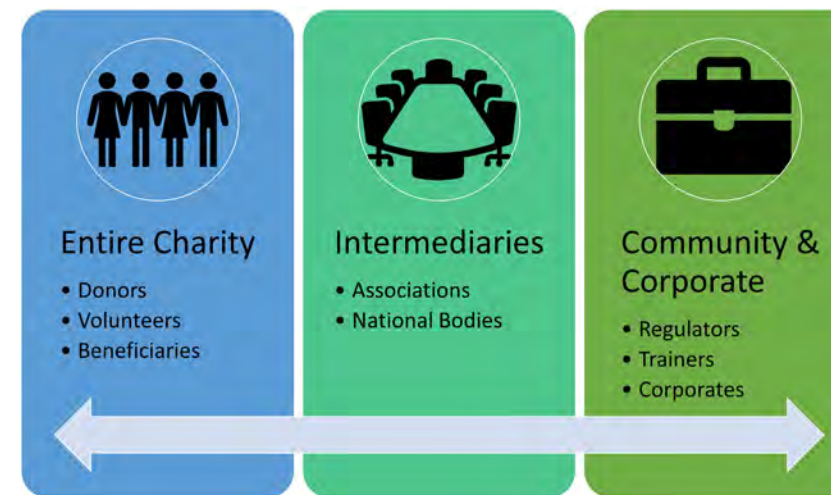 Entire Charity
• Donors
• Volunteers
• Beneficiaries
Intermediaries
• Associations
• National Bodies
Community &
Corporate
• Regulators
• Trainers
• Corporates